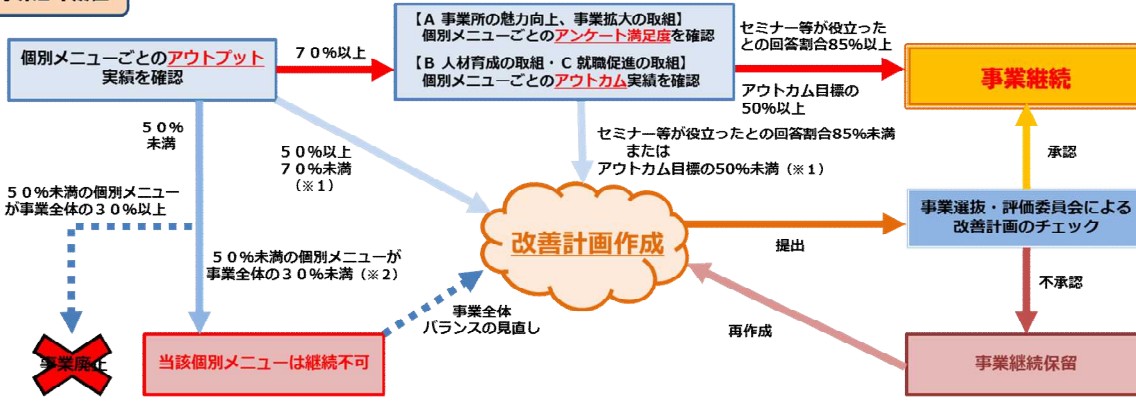 個別メニューごとのアウトプット
実績を確認
70%以上
【A 事業所の魅力向上、事業拡大の取組】
個別メニューごとのアンケート満足度を確認
【B 人材育成の取組・C 就職促進の取組】
個別メニューごとのアウトカム実績を確認
セミナー等が役立った
との回答割合85%以上
アウトカム目標の
50%以上
事業継続
50%
未満
50%以上
70%未満
(※1)
セミナー等が役立ったとの回答割合85%未満
または
アウトカム目標の50%未満(※1)
承認
50%未満の個別メニュー
が事業全体の30%以上
改善計画作成
提出
事業選抜・評価委員会による
改善計画のチェック
50%未満の個別メニューが
事業全体の30%未満(※2)
事業全体
バランスの見直し
不承認
再作成
事業廃止
当該個別メニューは継続不可
事業継続保留